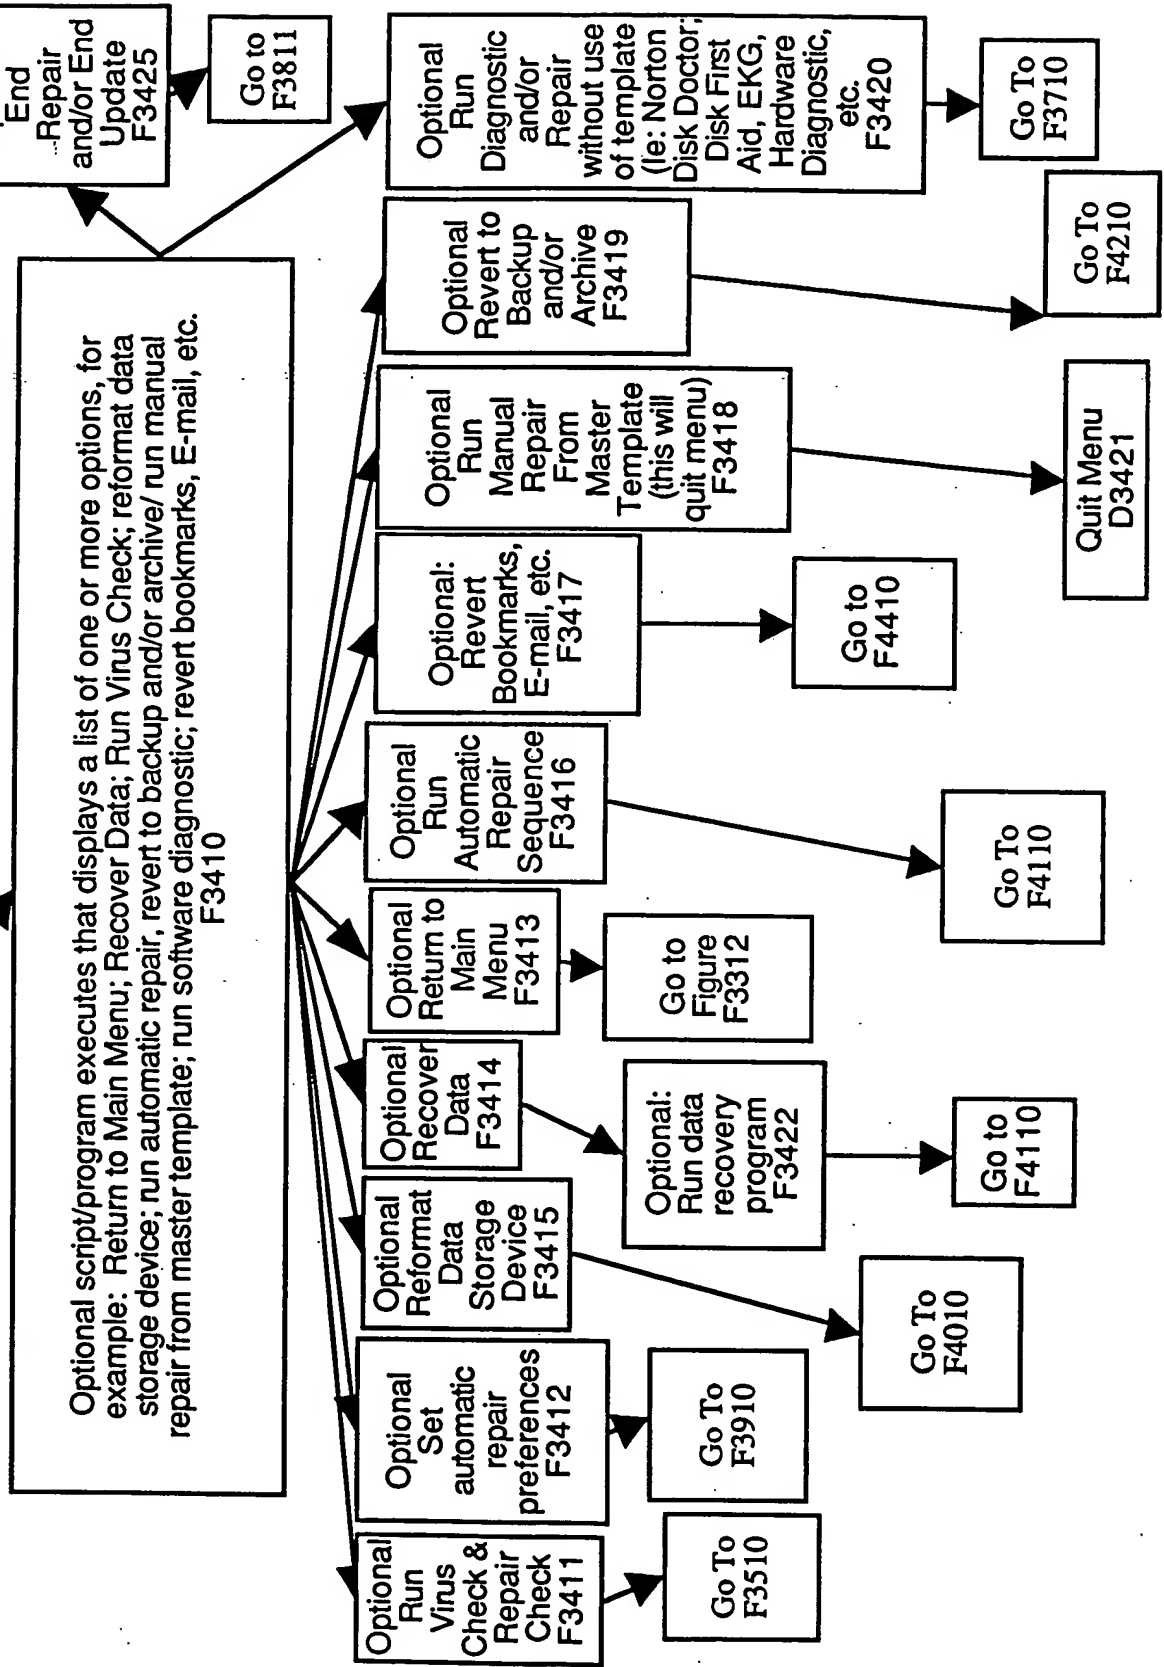 Optional script/program executes that displays a list of one or more options, for
example: Return to Main Menu; Recover Data; Run Virus Check; reformat data
storage device; run automatic repair, revert to backup and/or archive/ run manual
repair from master template; run software diagnostic; revert bookmarks, E-mail, etc.
F3410
Optional
Run
Virus
Check &
Repair
Check
F3411
Go To
F3510
Optional
Set
automatic
repair
preferences
F3412
Go To
F3910
Optional
Reformat
Data
Storage
Device
F3415
Go To
F4010
Optional
Recover
Data
F3414
Optional:
Run data
recovery
program
F3422
Go to
F4110
Optional
Return to
Main
Menu
F3413
Go to
Figure
F3312
Optional
Run
Automatic
Repair
Sequence
F3416
Go To
F4110
Optional:
Revert
Bookmarks,
E-mail, etc.
F3417
Go to
F4410
Optional
Run
Manual
Repair
From
Master
Template
(this will
quit menu)
F3418
Quit Menu
D3421
Optional
Revert to
Backup
and/or
Archive
F3419
Go To
F4210
Optional
Run
Diagnostic
and/or
Repair
without use
of template
(Ie: Norton
Disk Doctor;
Disk First
Aid, EKG,
Hardware
Diagnostic,
etc.
F3420
Go To
F3710
End
Repair
and/or End
Update
F3425
Go to
F3811